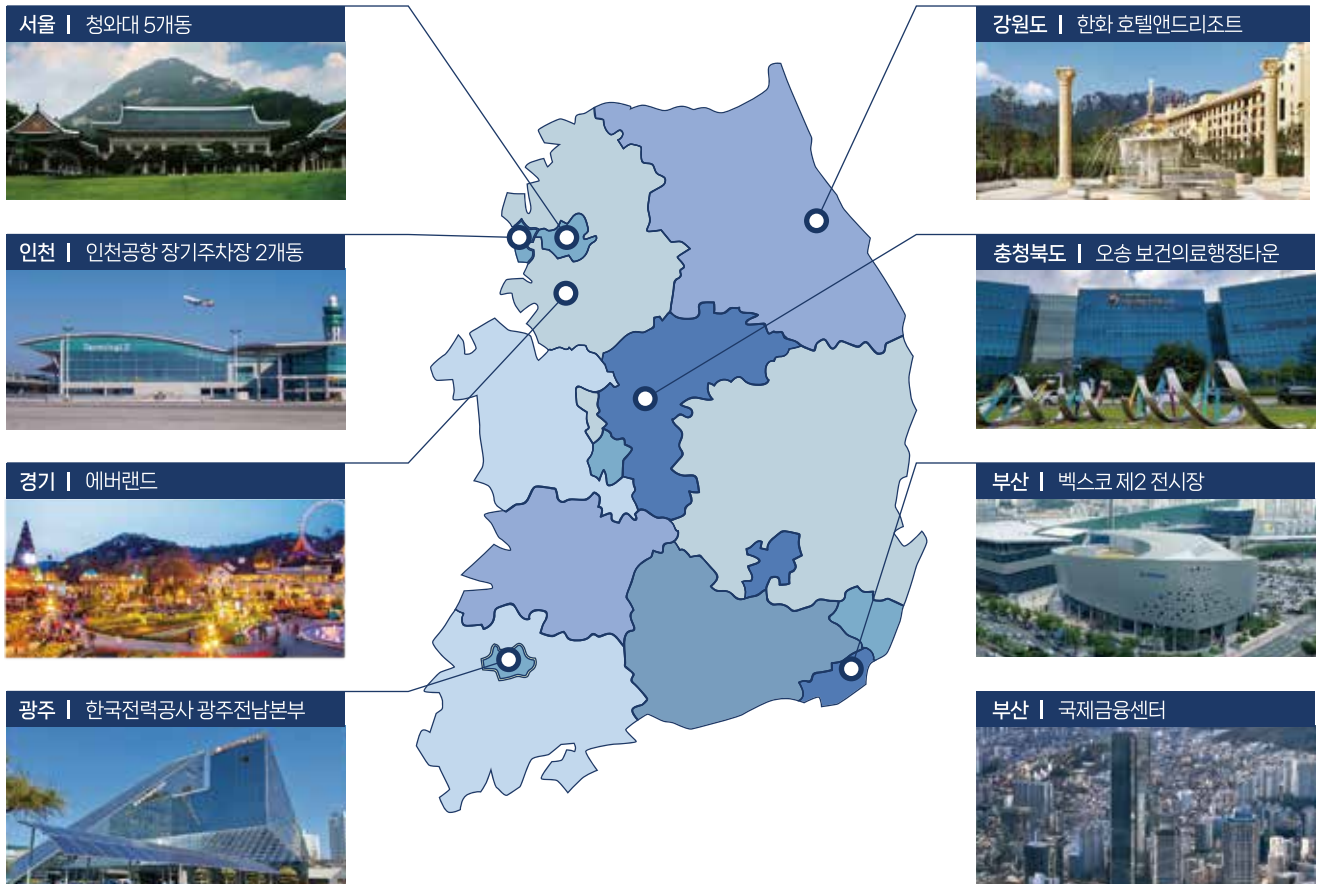 서울 | 청와대 5개동
강원도 | 한화 호텔앤드리조트
인천 | 인천공항 장기주차장 2개동
충청북도 | 오송 보건의료행정타운
경기 | 에버랜드
부산 | 벡스코 제2 전시장
광주 | 한국전력공사 광주전남본부
부산 | 국제금융센터